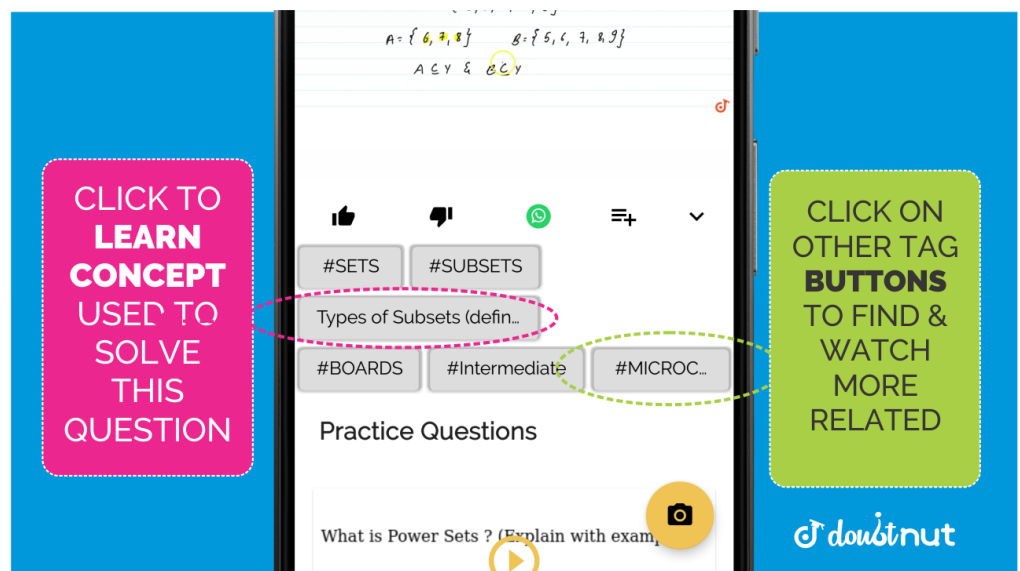 A = { 6, 7, 8 } B = { 5, 6, 7, 8, 9 }
A ⊆ Y & B ⊆ Y
CLICK TO
LEARN
CONCEPT
USED TO
SOLVE
THIS
QUESTION
#SETS #SUBSETS
Types of Subsets (defin...
#BOARDS #Intermediate #MICROC...
Practice Questions
What is Power Sets ? (Explain with
CLICK ON
OTHER TAG
BUTTONS
TO FIND &
WATCH
MORE
RELATED
doubtnut